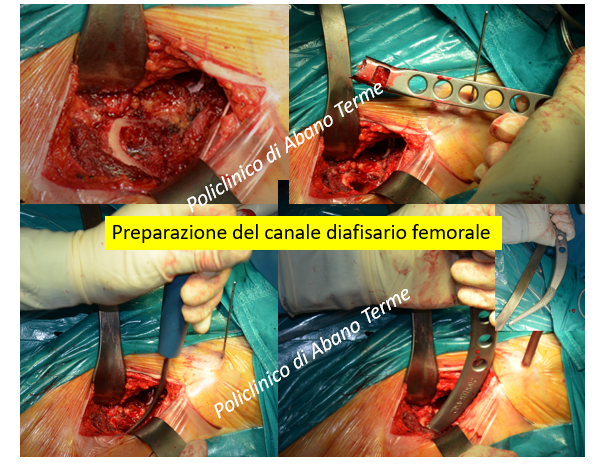 Policlinico di Abano Terme
Preparazione del canale diafisario femorale
Policlinico di Abano Terme